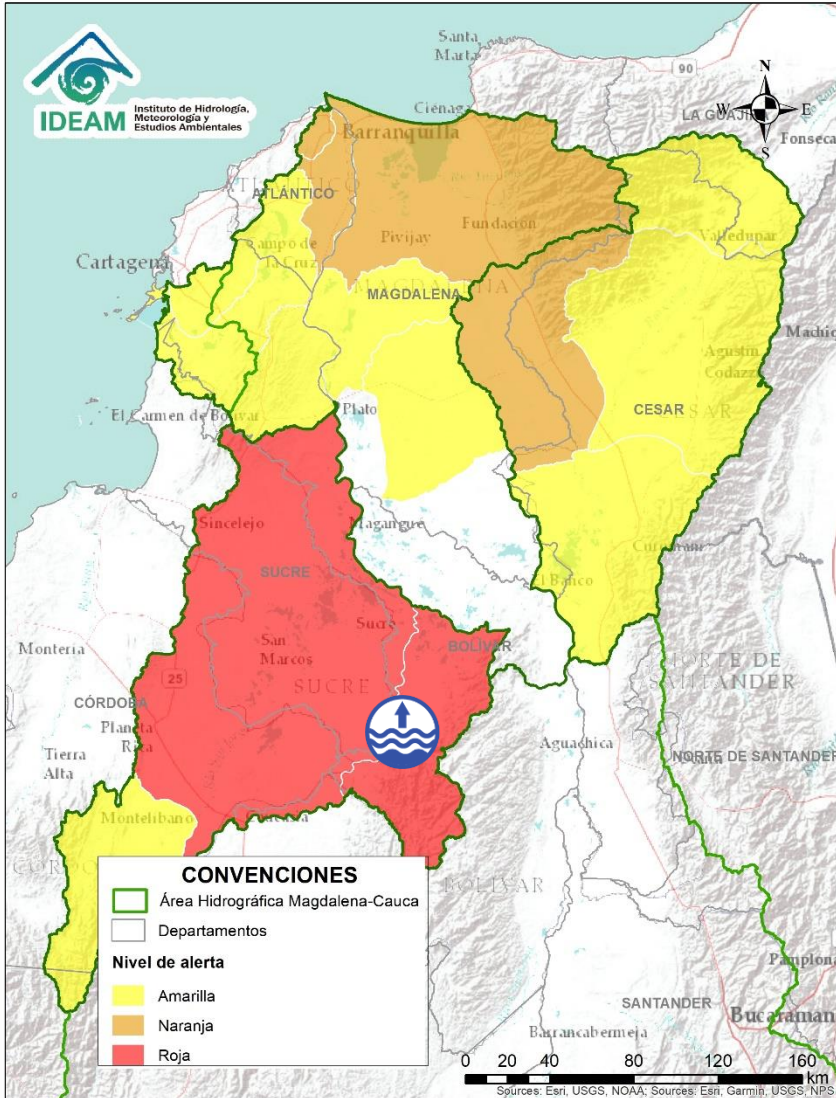 IDEAM
Instituto de Hidrología,
Meteorología y
Estudios Ambientales
Santa
Marta
90
N
W
E
S
Ciénaga
LA GUAJI
Fonseca
Barranquilla
ATLÁNTICO
Fundación
Pivijay
Valledupar
Campo de
la Cruz
Cartagena
MAGDALENA
Agustín
Codazzi
CESAR
El Carmen de Bolívar
Plato
Sincelejo
Magangué
SUCRE
El Banco
Sucre
BOLÍVAR
San
Marcos
Montería
SUCRE
NORTE DE
SANTANDER
25
CÓRDOBA
Planeta
Rica
Aguachica
Tierra
Alta
NORTE DE SANTANDER
Montelíbano
BOLÍVAR
CONVENCIONES
Área Hidrográfica Magdalena-Cauca
Departamentos
Nivel de alerta
Amarilla
Naranja
Roja
Pamplona
SANTANDER
Bucaraman
Barrancabermeja
0 20 40 80 120 160
km
Sources: Esri, USGS, NOAA; Sources: Esri, Garmin, USGS, NPS